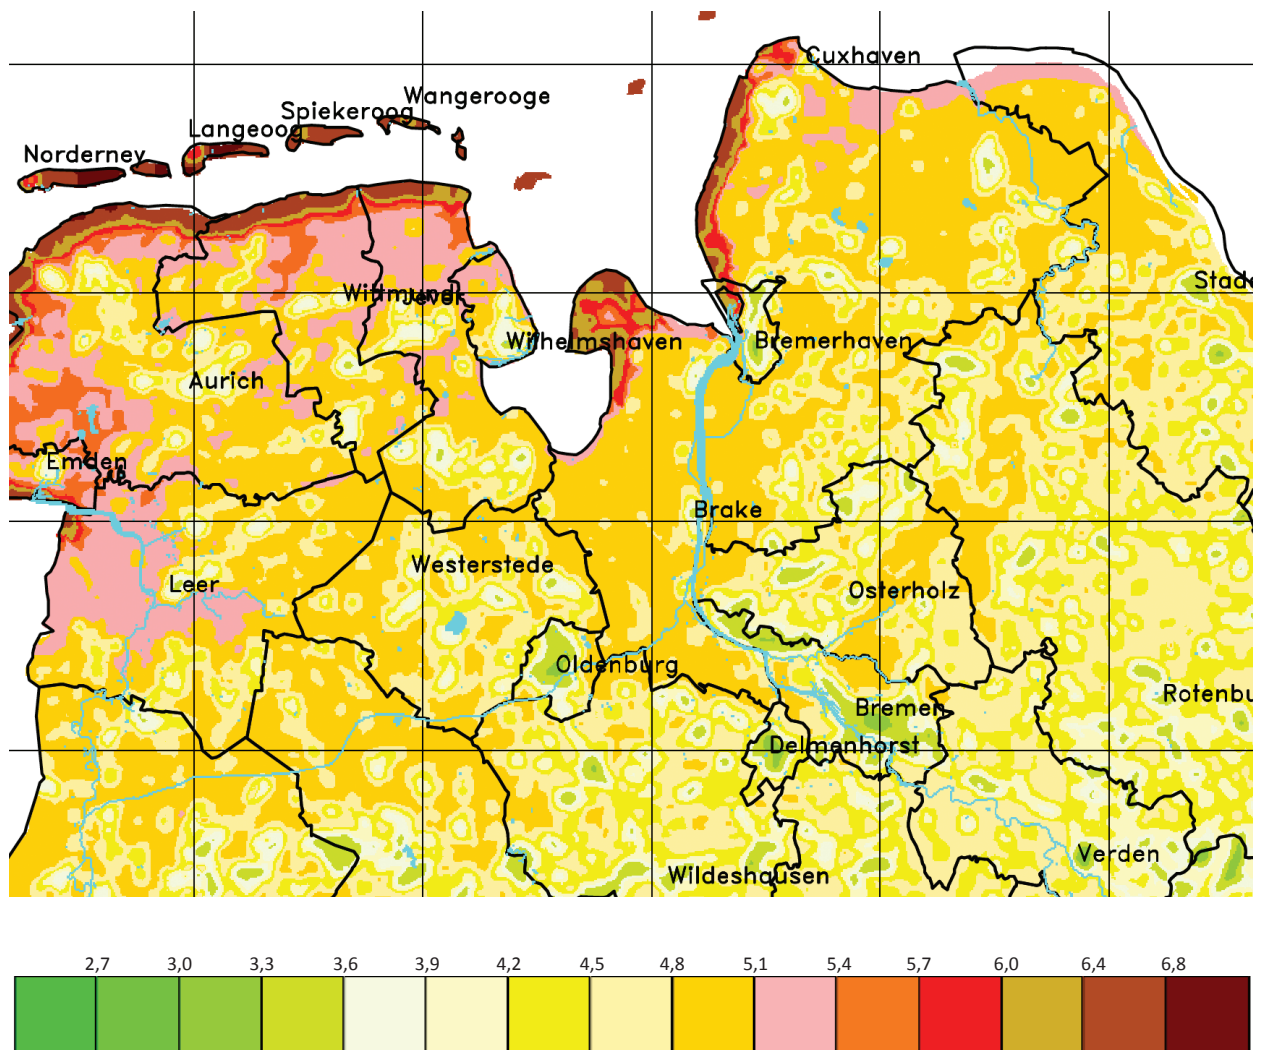 Cuxhaven
Wangerooge
Spiekeroog
Langeoog
Norderney
Stade
Wittmund
Jever
Wilhelmshaven
Bremerhaven
Aurich
Emden
Brake
Westerstede
Leer
Osterholz
Oldenburg
Rotenbu
Bremen
Delmenhorst
Verden
Wildeshausen
2,7 3,0 3,3 3,6 3,9 4,2 4,5 4,8 5,1 5,4 5,7 6,0 6,4 6,8